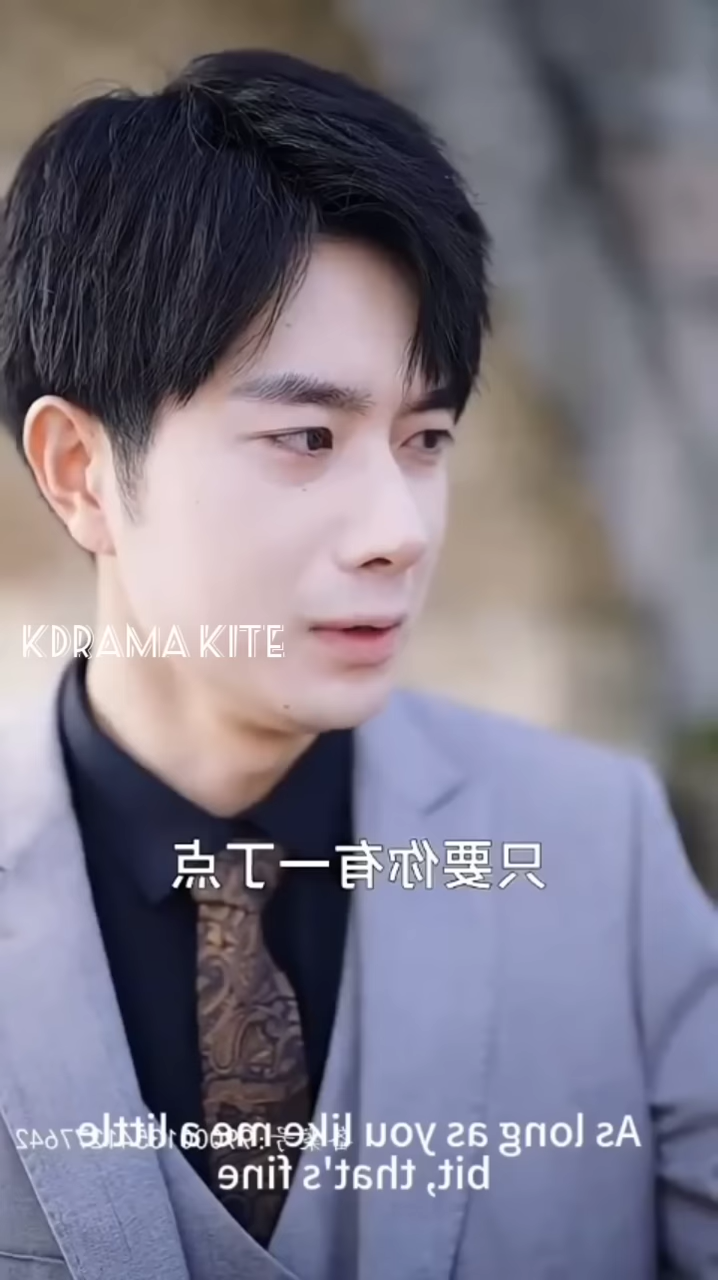 KDRAMA KITE
只要你有一丁点
As long as you like me a little
bit, that's fine